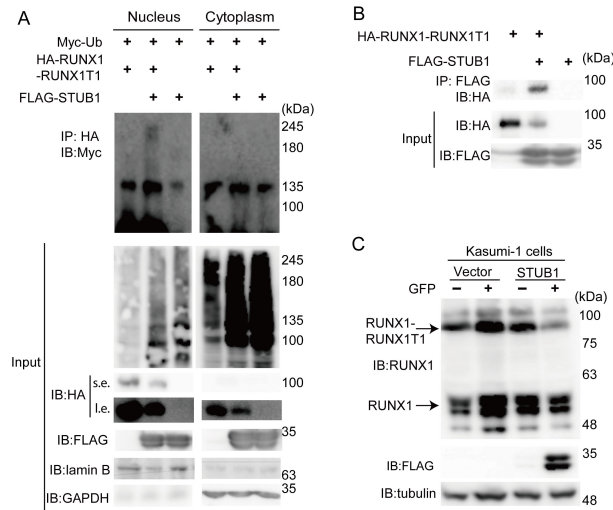 A
Nucleus Cytoplasm
Myc-Ub + + + + + +
HA-RUNX1
-RUNX1T1 + + + +
FLAG-STUB1 + + + +
(kDa)
IP: HA
IB:Myc
245
180
135
100
Input
245
180
135
100
IB:HA s.e. 100
l.e.
IB:FLAG 35
IB:lamin B 63
IB:GAPDH 35
B
HA-RUNX1-RUNX1T1 + +
FLAG-STUB1 + + (kDa)
IP: FLAG
IB:HA
100
Input IB:HA 100
IB:FLAG 35
C
Kasumi-1 cells
Vector STUB1
GFP − + − + (kDa)
RUNX1-
RUNX1T1
100
75
IB:RUNX1
63
RUNX1
48
IB:FLAG 35
IB:tubulin 48